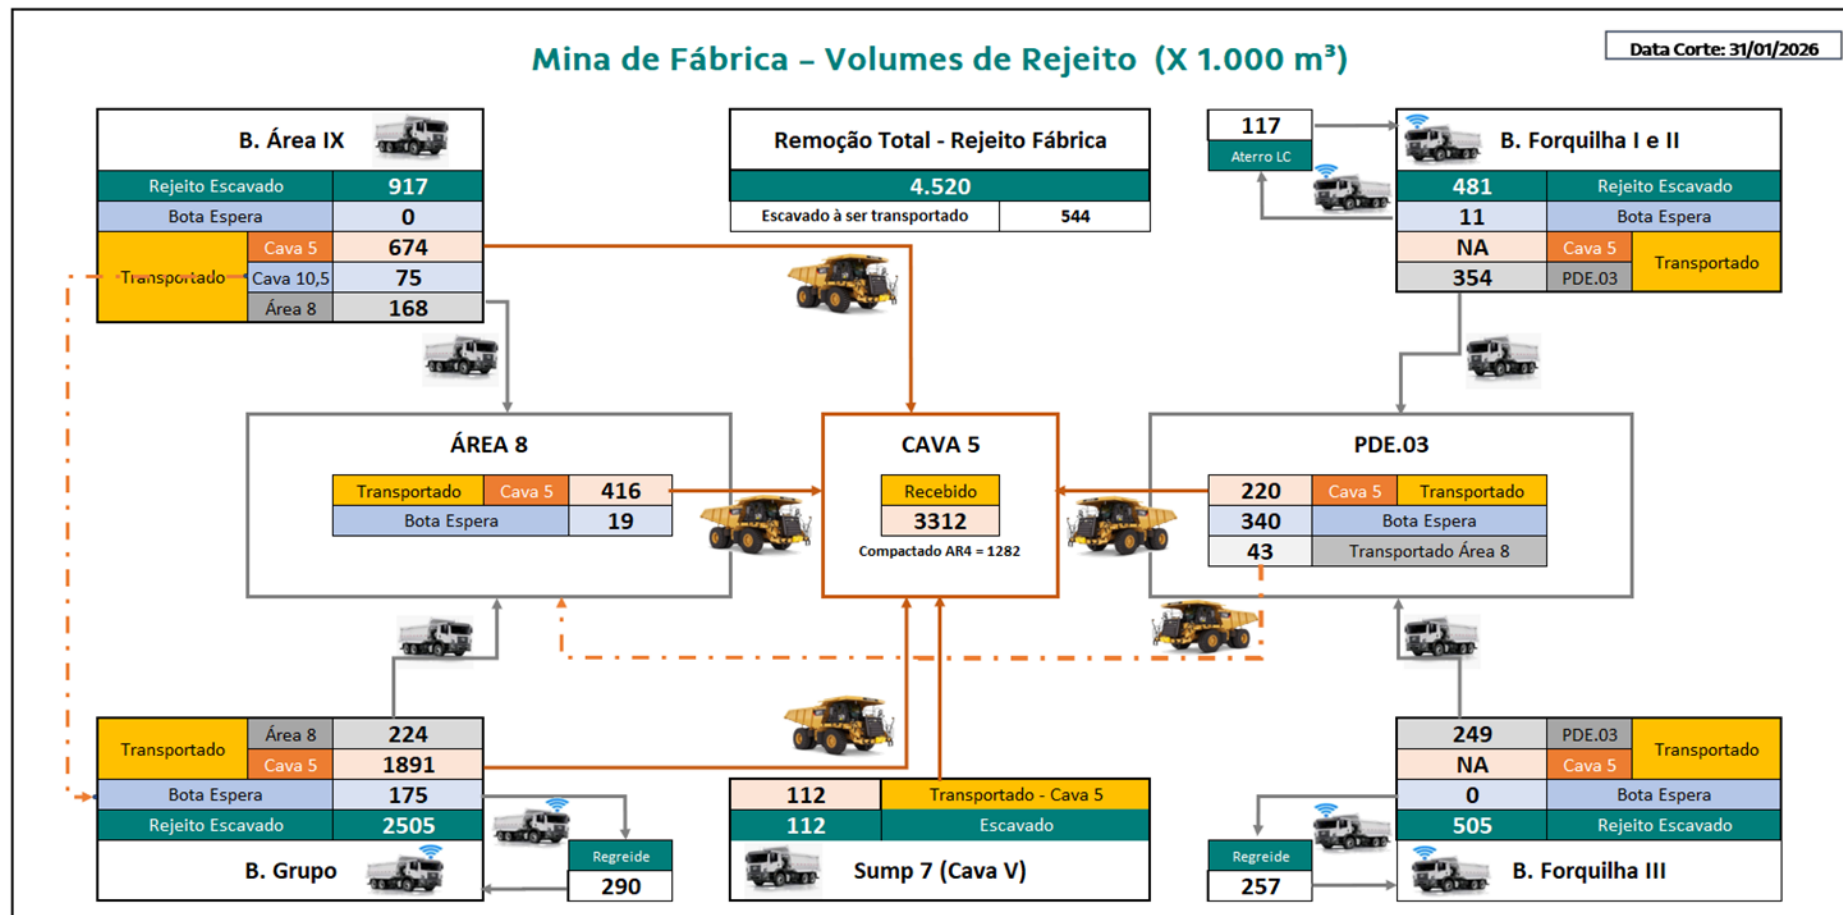 Mina de Fábrica – Volumes de Rejeito (X 1.000 m³)
Data Corte: 31/01/2026
B. Área IX
Rejeito Escavado 917
Bota Espera 0
Transportado
Cava 5 674
Cava 10,5 75
Área 8 168
Remoção Total - Rejeito Fábrica
4.520
Escavado à ser transportado 544
117
Aterro LC
B. Forquilha I e II
481 Rejeito Escavado
11 Bota Espera
NA Cava 5
354 PDE.03
Transportado
ÁREA 8
Transportado Cava 5 416
Bota Espera 19
CAVA 5
Recebido
3312
Compactado AR4 = 1282
PDE.03
220 Cava 5 Transportado
340 Bota Espera
43 Transportado Área 8
Transportado
Área 8 224
Cava 5 1891
Bota Espera 175
Rejeito Escavado 2505
B. Grupo
Regreide
290
112 Transportado - Cava 5
112 Escavado
Sump 7 (Cava V)
249 PDE.03
NA Cava 5
Transportado
0 Bota Espera
505 Rejeito Escavado
B. Forquilha III
Regreide
257